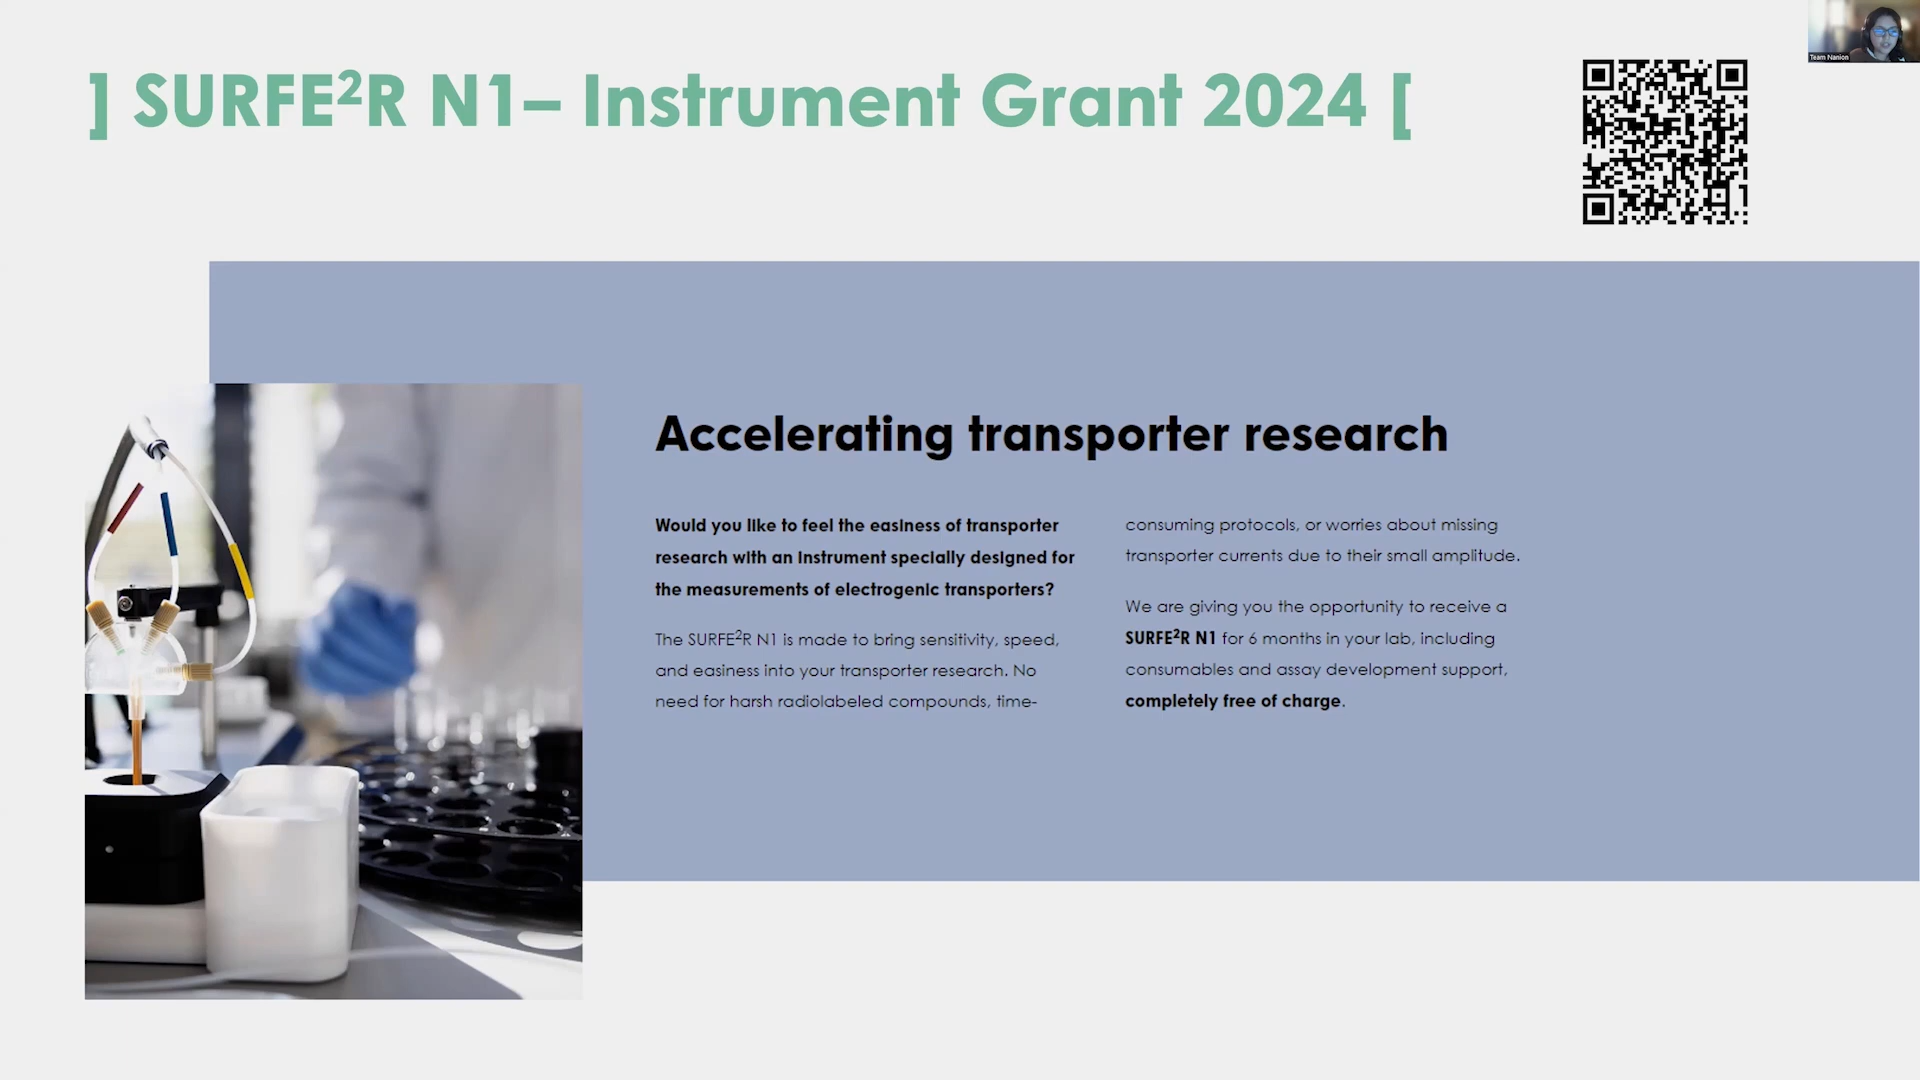 ] SURFE²R N1– Instrument Grant 2024 [
Team Nanion
Accelerating transporter research
Would you like to feel the easiness of transporter
research with an instrument specially designed for
the measurements of electrogenic transporters?
The SURFE²R N1 is made to bring sensitivity, speed,
and easiness into your transporter research. No
need for harsh radiolabeled compounds, time-
consuming protocols, or worries about missing
transporter currents due to their small amplitude.
We are giving you the opportunity to receive a
SURFE²R N1 for 6 months in your lab, including
consumables and assay development support,
completely free of charge.